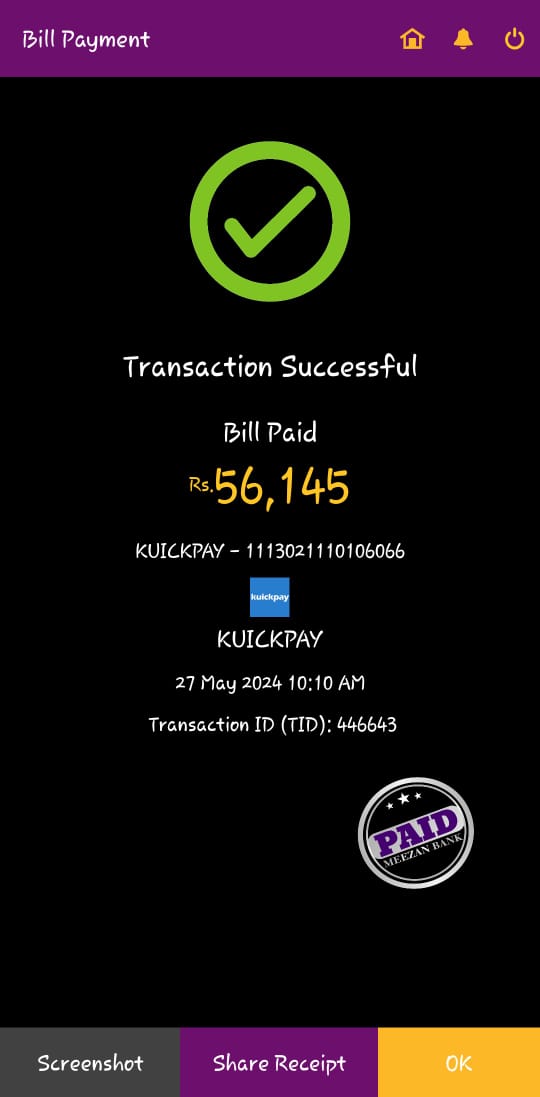 Bill Payment
Transaction Successful
Bill Paid
Rs.56,145
KUICKPAY - 1113021110106066
kuickpay
KUICKPAY
27 May 2024 10:10 AM
Transaction ID (TID): 446643
PAID
MEEZAN BANK
Screenshot
Share Receipt
OK